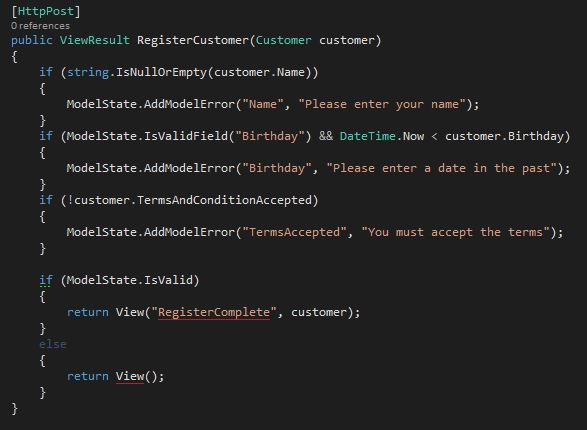 [HttpPost]
0 references
public ViewResult RegisterCustomer(Customer customer)
{
    if (string.IsNullOrEmpty(customer.Name))
    {
        ModelState.AddModelError("Name", "Please enter your name");
    }
    if (ModelState.IsValidField("Birthday") && DateTime.Now < customer.Birthday)
    {
        ModelState.AddModelError("Birthday", "Please enter a date in the past");
    }
    if (!customer.TermsAndConditionAccepted)
    {
        ModelState.AddModelError("TermsAccepted", "You must accept the terms");
    }

    if (ModelState.IsValid)
    {
        return View("RegisterComplete", customer);
    }
    else
    {
        return View();
    }
}